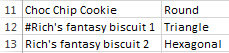 11 Choc Chip Cookie Round
12 #Rich's fantasy biscuit 1 Triangle
13 Rich's fantasy biscuit 2 Hexagonal